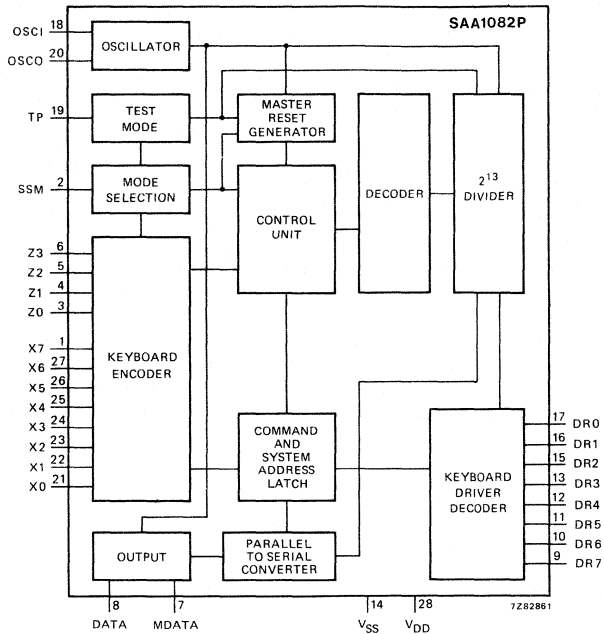 SAA1082P
OSCI 18
OSCO 20
OSCILLATOR
TP 19
TEST
MODE
MASTER
RESET
GENERATOR
DECODER
2¹³
DIVIDER
SSM 2
MODE
SELECTION
CONTROL
UNIT
Z3 6
Z2 5
Z1 4
Z0 3
X7 1
X6 27
X5 26
X4 25
X3 24
X2 23
X1 22
X0 21
KEYBOARD
ENCODER
COMMAND
AND
SYSTEM
ADDRESS
LATCH
KEYBOARD
DRIVER
DECODER
17 DR0
16 DR1
15 DR2
13 DR3
12 DR4
11 DR5
10 DR6
9 DR7
OUTPUT
PARALLEL
TO SERIAL
CONVERTER
8 7 14 28
7Z82861
DATA MDATA VSS VDD